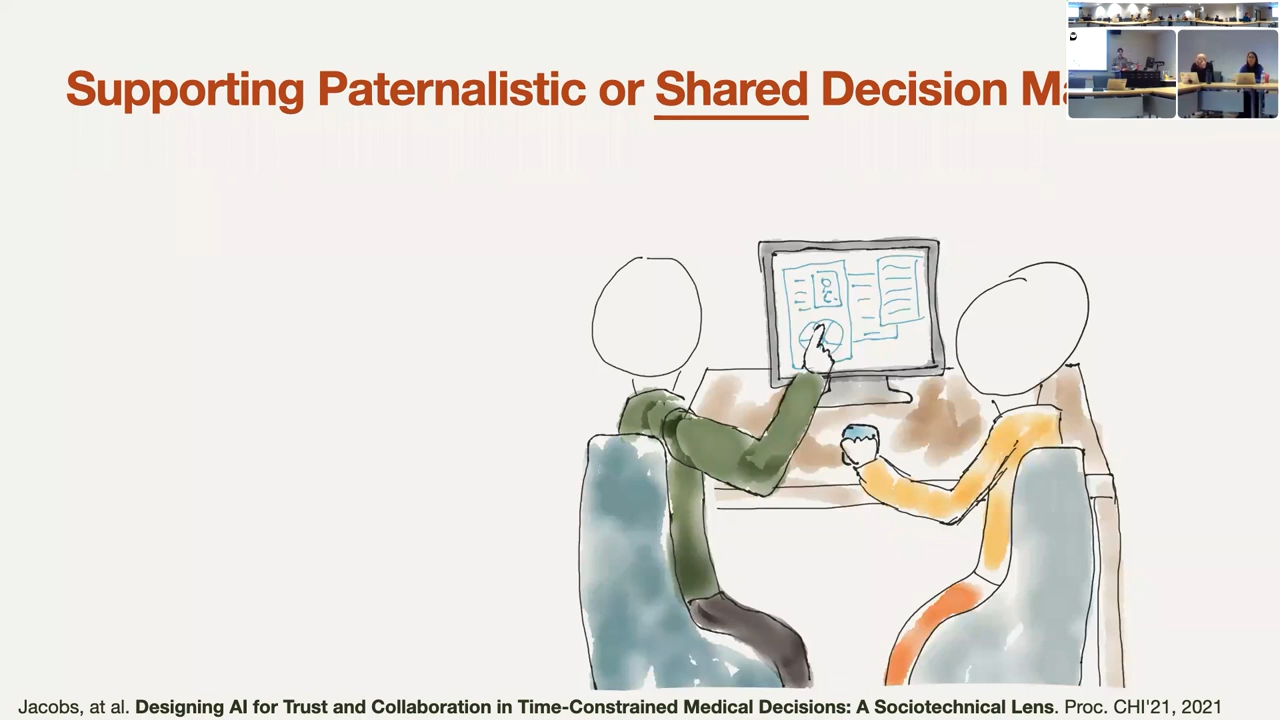 Supporting Paternalistic or Shared Decision Ma
Jacobs, at al. Designing AI for Trust and Collaboration in Time-Constrained Medical Decisions: A Sociotechnical Lens. Proc. CHI'21, 2021